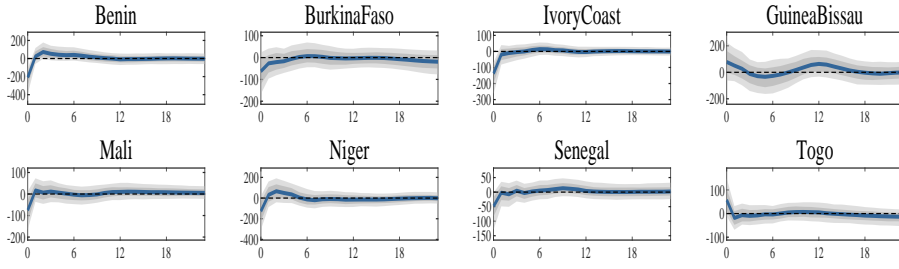 Benin BurkinaFaso IvoryCoast GuineaBissau
200 0 -200 -400
100 0 -100 -200
100 0 -100 -200 -300
200 0 -200
0 6 12 18 0 6 12 18 0 6 12 18 0 6 12 18
Mali Niger Senegal Togo
100 0 -100 -200
200 0 -200 -400
50 0 -50 -100 -150
100 0 -100
0 6 12 18 0 6 12 18 0 6 12 18 0 6 12 18